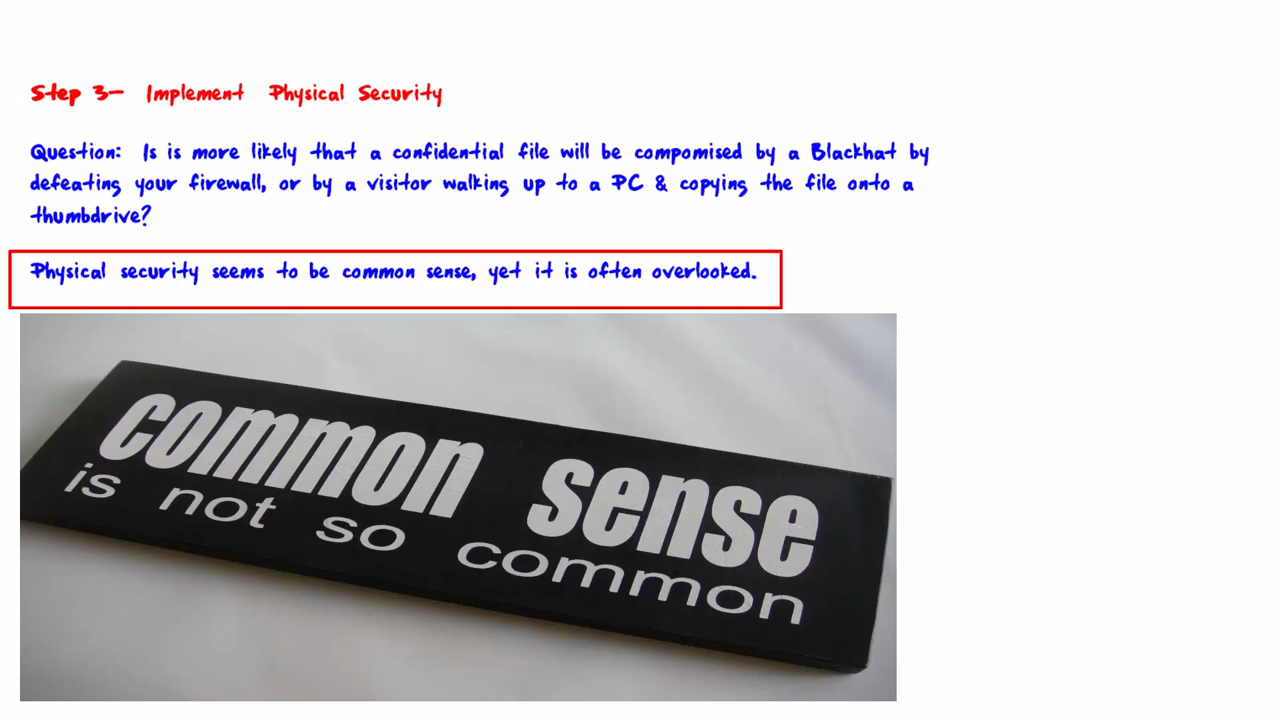 Step 3- Implement Physical Security
Question: Is is more likely that a confidential file will be compomised by a Blackhat by
defeating your firewall, or by a visitor walking up to a PC & copying the file onto a
thumbdrive?
Physical security seems to be common sense, yet it is often overlooked.
common sense
is not so common